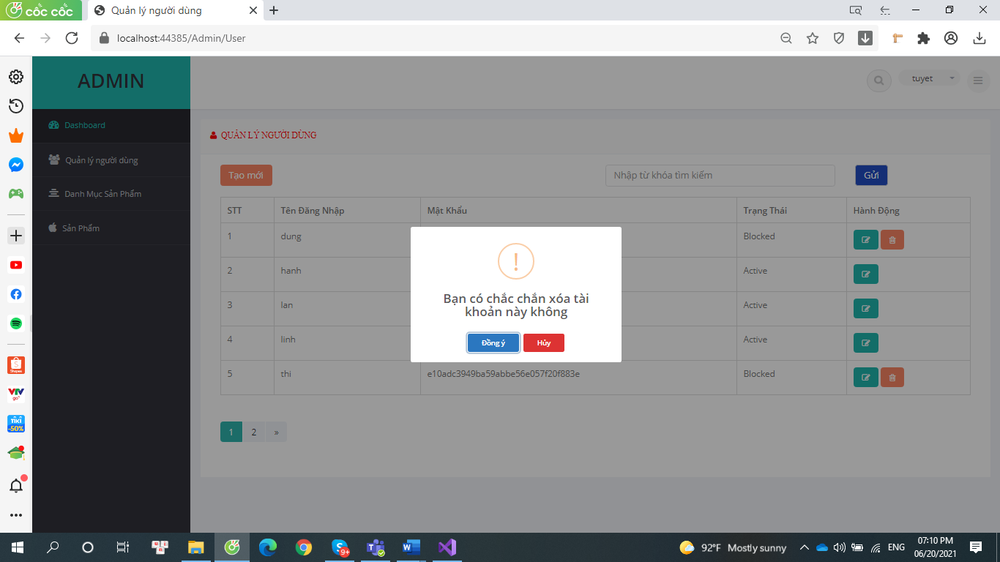 cốc cốc
Quản lý người dùng
localhost:44385/Admin/User
ADMIN
tuyet
Dashboard
Quản lý người dùng
Danh Mục Sản Phẩm
Sản Phẩm
QUẢN LÝ NGƯỜI DÙNG
Tạo mới
Nhập từ khóa tìm kiếm
Gửi
STT Tên Đăng Nhập Mật Khẩu Trạng Thái Hành Động
1 dung Blocked
2 hanh Active
3 lan Active
4 linh Active
5 thi e10adc3949ba59abbe56e057f20f883e Blocked
!
Bạn có chắc chắn xóa tài
khoản này không
Đồng ý Hủy
1 2 »
Shopee
VTV
go
TIKI
-50%
9+
92°F Mostly sunny
ENG
07:10 PM
06/20/2021